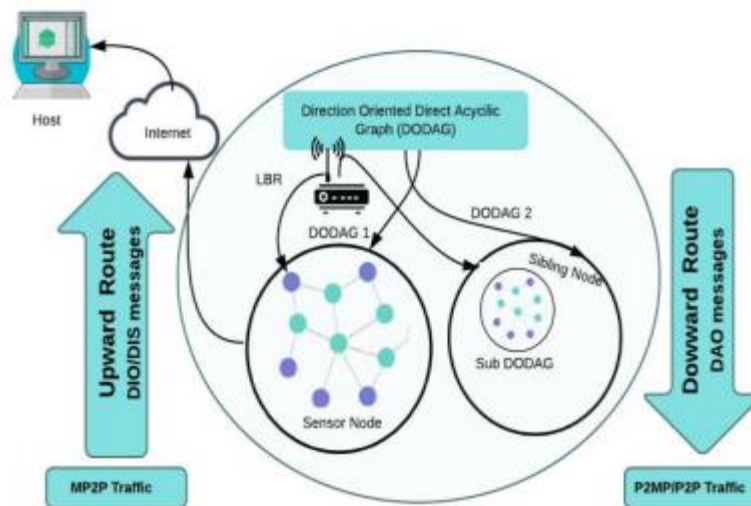 Host
Internet
Direction Oriented Direct Acycilic
Graph (DODAG)
LBR
DODAG 1
DODAG 2
Sibling Node
Sub DODAG
Sensor Node
Upward Route
DIO/DIS messages
MP2P Traffic
Dowward Route
DAO messages
P2MP/P2P Traffic